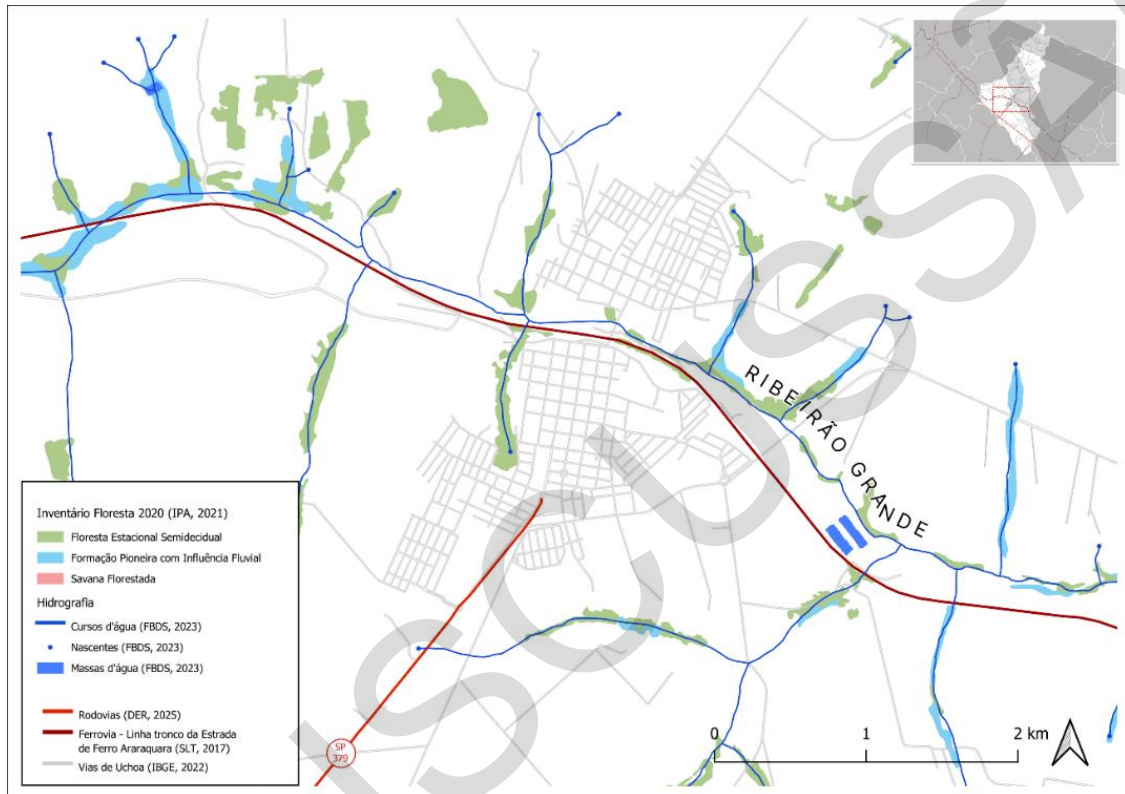 RIBEIRÃO GRANDE
Inventário Floresta 2020 (IPA, 2021)
Floresta Estacional Semidecidual
Formação Pioneira com Influência Fluvial
Savana Florestada
Hidrografia
Cursos d'água (FBDS, 2023)
Nascentes (FBDS, 2023)
Massas d'água (FBDS, 2023)
Rodovias (DER, 2025)
Ferrovia - Linha tronco da Estrada
de Ferro Araraquara (SLT, 2017)
Vias de Uchoa (IBGE, 2022)
SP
379
0 1 2 km